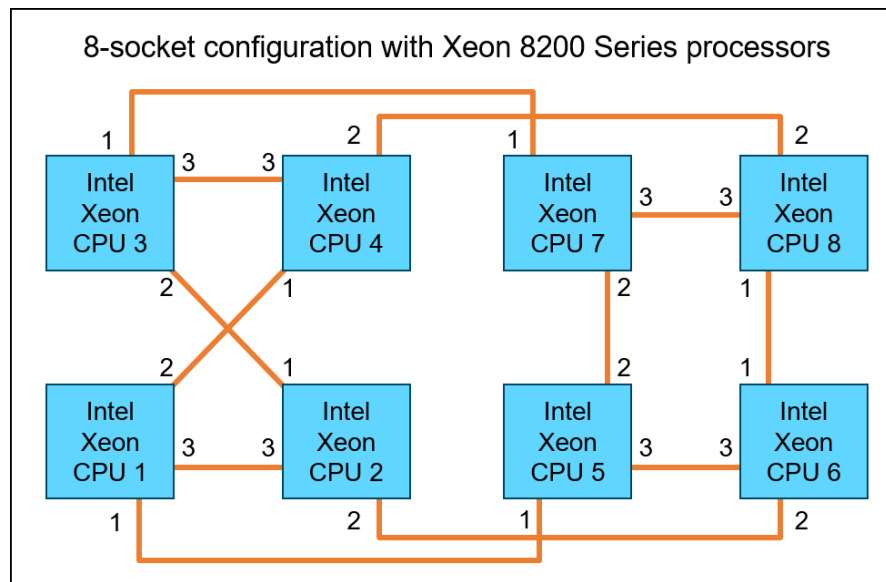 8-socket configuration with Xeon 8200 Series processors
1
2
1
2
Intel
Xeon
CPU 3
3
3
Intel
Xeon
CPU 4
Intel
Xeon
CPU 7
3
3
Intel
Xeon
CPU 8
2
1
2
1
2
1
2
1
Intel
Xeon
CPU 1
3
3
Intel
Xeon
CPU 2
Intel
Xeon
CPU 5
3
3
Intel
Xeon
CPU 6
1
2
1
2